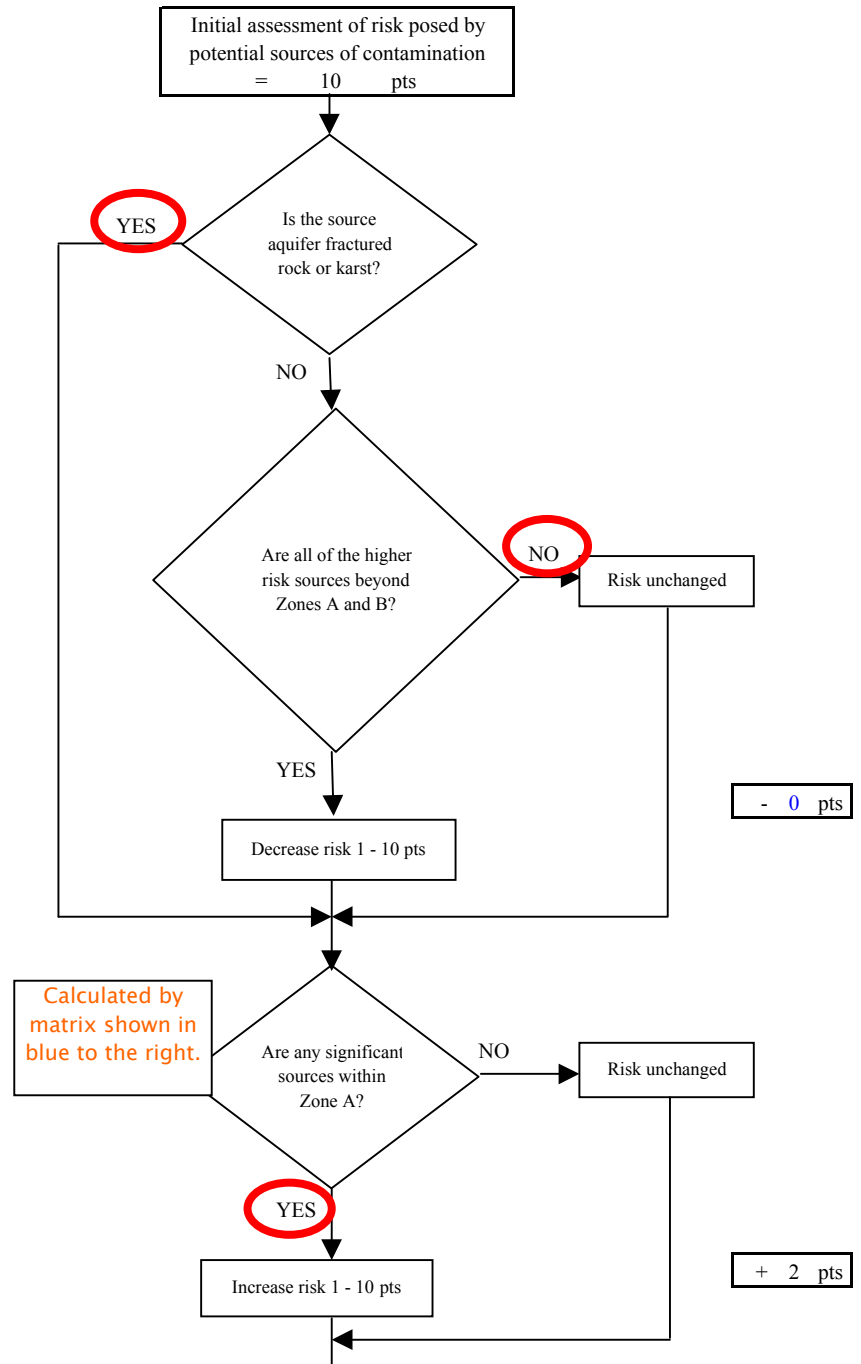 Initial assessment of risk posed by
potential sources of contamination
= 10 pts
YES
Is the source
aquifer fractured
rock or karst?
NO
Are all of the higher
risk sources beyond
Zones A and B?
NO
Risk unchanged
YES
- 0 pts
Decrease risk 1 - 10 pts
Calculated by
matrix shown in
blue to the right.
Are any significant
sources within
Zone A?
NO
Risk unchanged
YES
+ 2 pts
Increase risk 1 - 10 pts